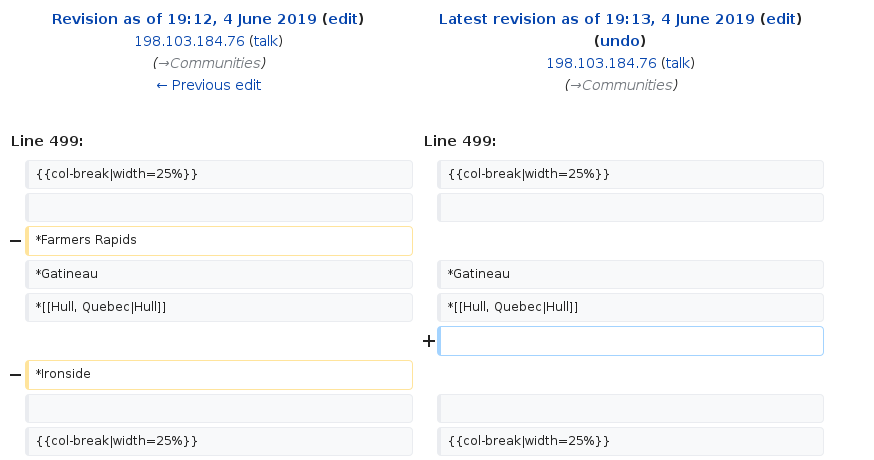 Revision as of 19:12, 4 June 2019 (edit)
198.103.184.76 (talk)
(→Communities)
← Previous edit
Latest revision as of 19:13, 4 June 2019 (edit)
(undo)
198.103.184.76 (talk)
(→Communities)
Line 499:
Line 499:
{{col-break|width=25%}}
{{col-break|width=25%}}
− *Farmers Rapids
*Gatineau
*Gatineau
*[[Hull, Quebec|Hull]]
*[[Hull, Quebec|Hull]]
+
− *Ironside
{{col-break|width=25%}}
{{col-break|width=25%}}